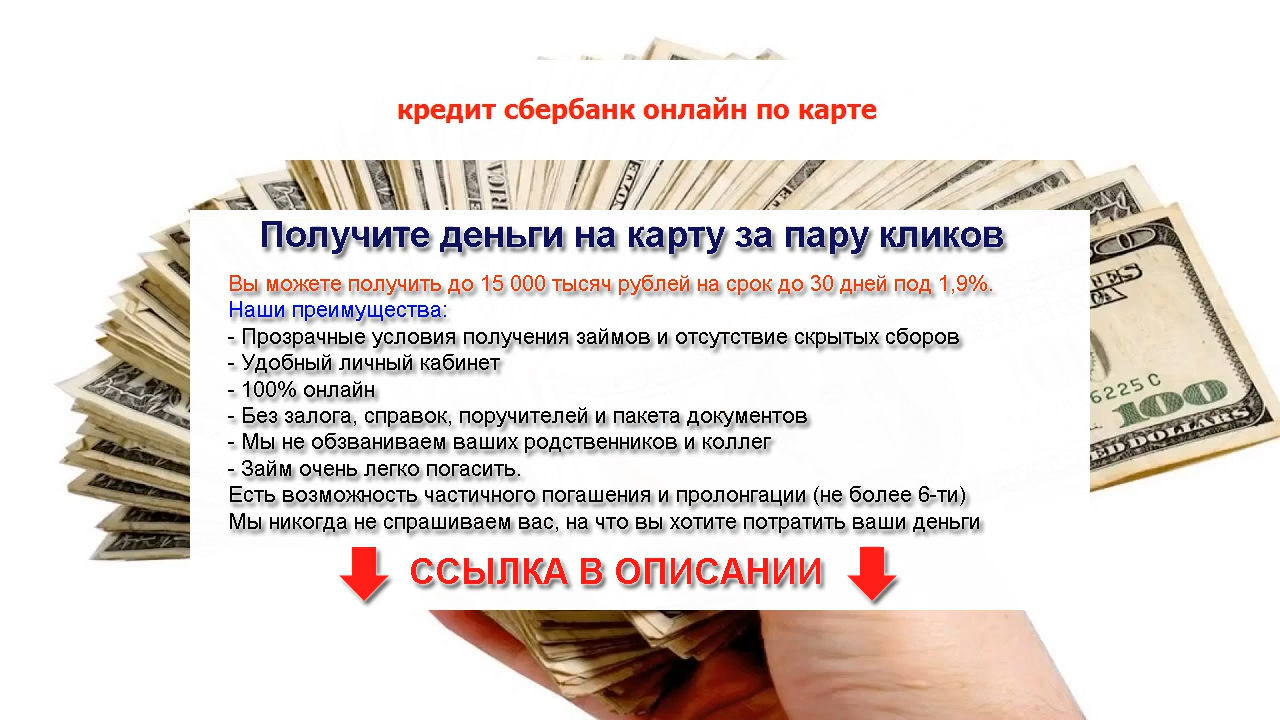 кредит сбербанк онлайн по карте
Получите деньги на карту за пару кликов
Вы можете получить до 15 000 тысяч рублей на срок до 30 дней под 1,9%.
Наши преимущества:
- Прозрачные условия получения займов и отсутствие скрытых сборов
- Удобный личный кабинет
- 100% онлайн
- Без залога, справок, поручителей и пакета документов
- Мы не обзваниваем ваших родственников и коллег
- Займ очень легко погасить.
Есть возможность частичного погашения и пролонгации (не более 6-ти)
Мы никогда не спрашиваем вас, на что вы хотите потратить ваши деньги
ССЫЛКА В ОПИСАНИИ
6225C
100